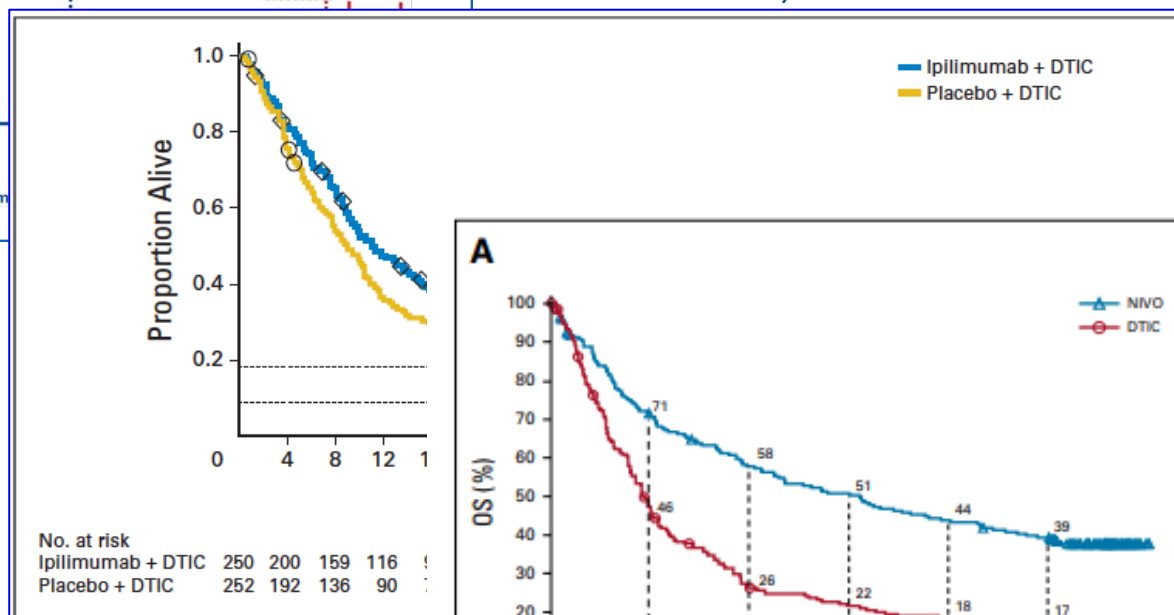 1.0
Ipilimumab + DTIC
Placebo + DTIC
0.8
Proportion Alive
0.6
0.4
0.2
0 4 8 12 1
No. at risk
Ipilimumab + DTIC 250 200 159 116
Placebo + DTIC 252 192 136 90
A
100
NIVO
DTIC
90
80
70
71
60
58
OS (%)
50
51
46
44
40
39
30
26
22
20
18
17